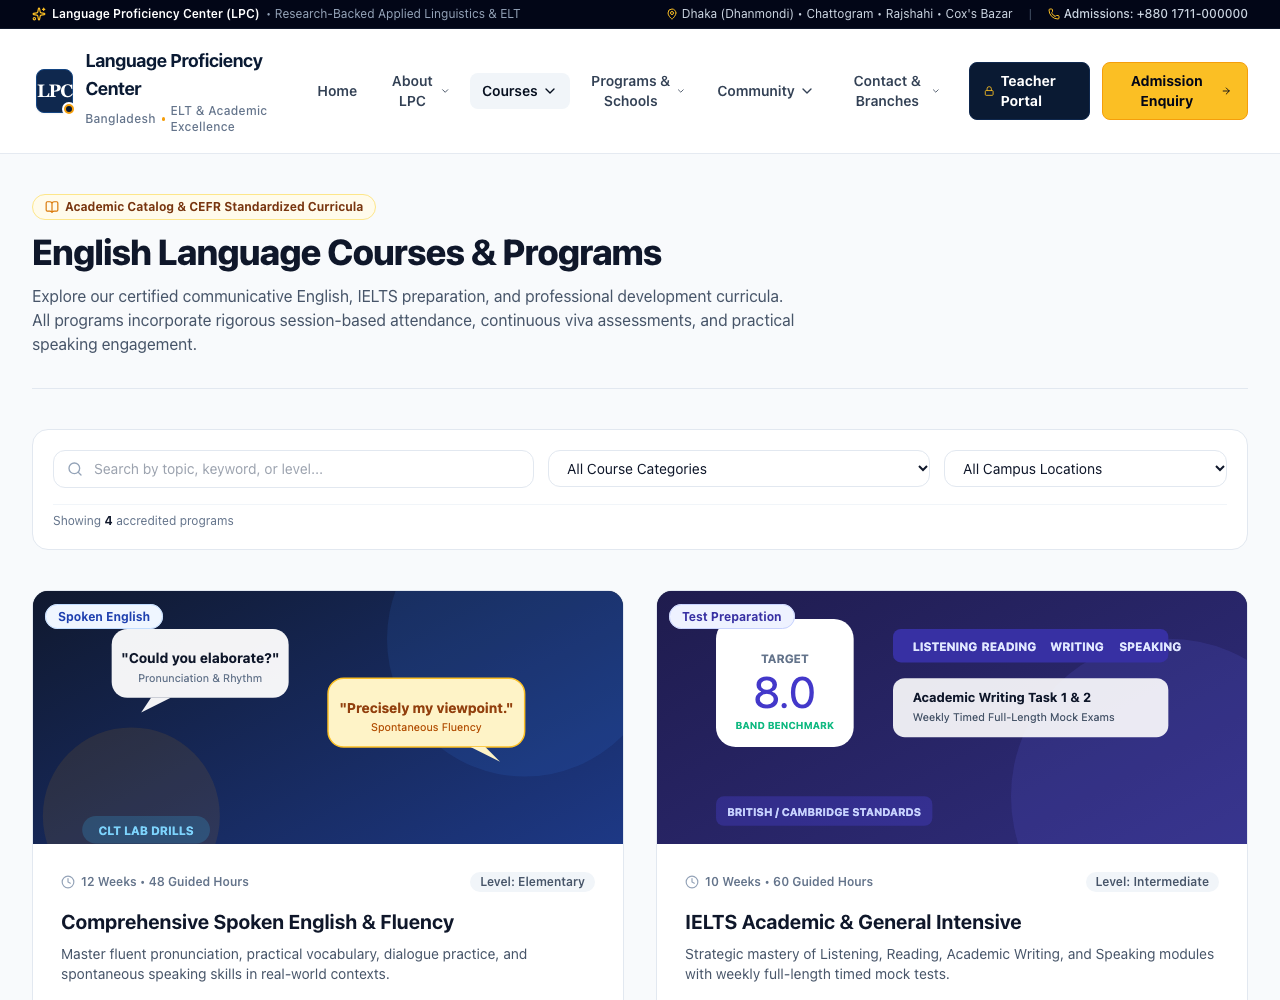 Language Proficiency Center (LPC) • Research-Backed Applied Linguistics & ELT
Dhaka (Dhanmondi) • Chattogram • Rajshahi • Cox's Bazar | Admissions: +880 1711-000000
LPC
Language Proficiency
Center
Bangladesh • ELT & Academic
Excellence
Home
About
LPC
Courses
Programs &
Schools
Community
Contact &
Branches
Teacher
Portal
Admission
Enquiry
Academic Catalog & CEFR Standardized Curricula
English Language Courses & Programs
Explore our certified communicative English, IELTS preparation, and professional development curricula.
All programs incorporate rigorous session-based attendance, continuous viva assessments, and practical
speaking engagement.
Search by topic, keyword, or level...
All Course Categories
All Campus Locations
Showing 4 accredited programs
Spoken English
"Could you elaborate?"
Pronunciation & Rhythm
"Precisely my viewpoint."
Spontaneous Fluency
CLT LAB DRILLS
12 Weeks • 48 Guided Hours
Level: Elementary
Comprehensive Spoken English & Fluency
Master fluent pronunciation, practical vocabulary, dialogue practice, and
spontaneous speaking skills in real-world contexts.
Test Preparation
TARGET
8.0
BAND BENCHMARK
LISTENING READING WRITING SPEAKING
Academic Writing Task 1 & 2
Weekly Timed Full-Length Mock Exams
BRITISH / CAMBRIDGE STANDARDS
10 Weeks • 60 Guided Hours
Level: Intermediate
IELTS Academic & General Intensive
Strategic mastery of Listening, Reading, Academic Writing, and Speaking modules
with weekly full-length timed mock tests.